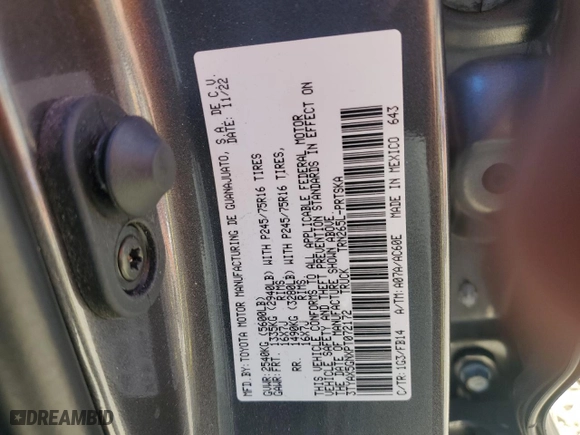 MFD.BY:TOYOTA MOTOR MANUFACTURING DE GUANAJUATO, S.A. DE C.V.
DATE: 11/22
GVWR:2540KG (5600LB)
GAWR:FRT. 1335KG (2940LB) WITH P245/75R16 TIRES
16X7J RIMS,
RR. 1490KG (3280LB) WITH P245/75R16 TIRES,
16X7J RIMS,
THIS VEHICLE CONFORMS TO ALL APPLICABLE FEDERAL MOTOR
VEHICLE SAFETY AND THEFT PREVENTION STANDARDS IN EFFECT ON
THE DATE OF MANUFACTURE SHOWN ABOVE.
3TYAX5GNXPT072172 TRUCK TRN265L-PRTSKA
C/TR:1G3/FB14 A/TM:A07A/AC60E MADE IN MEXICO 643
DREAMBID